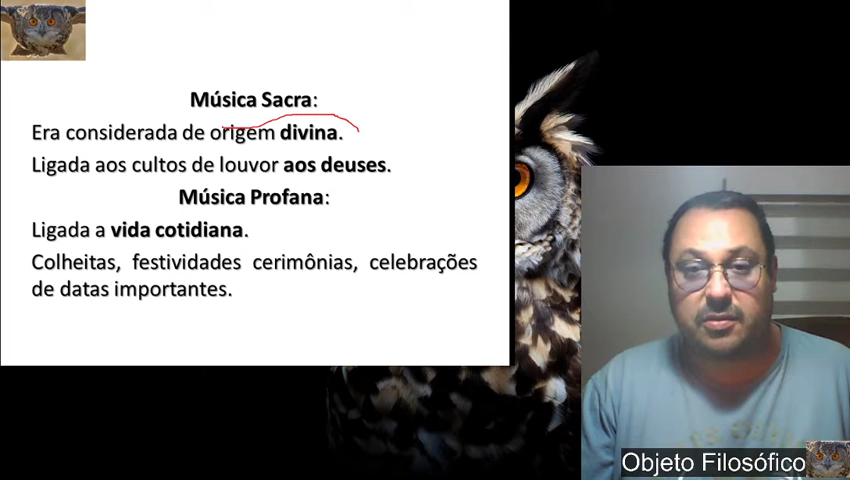 Música Sacra:
Era considerada de origem divina.
Ligada aos cultos de louvor aos deuses.
Música Profana:
Ligada a vida cotidiana.
Colheitas, festividades cerimônias, celebrações
de datas importantes.
Objeto Filosófico